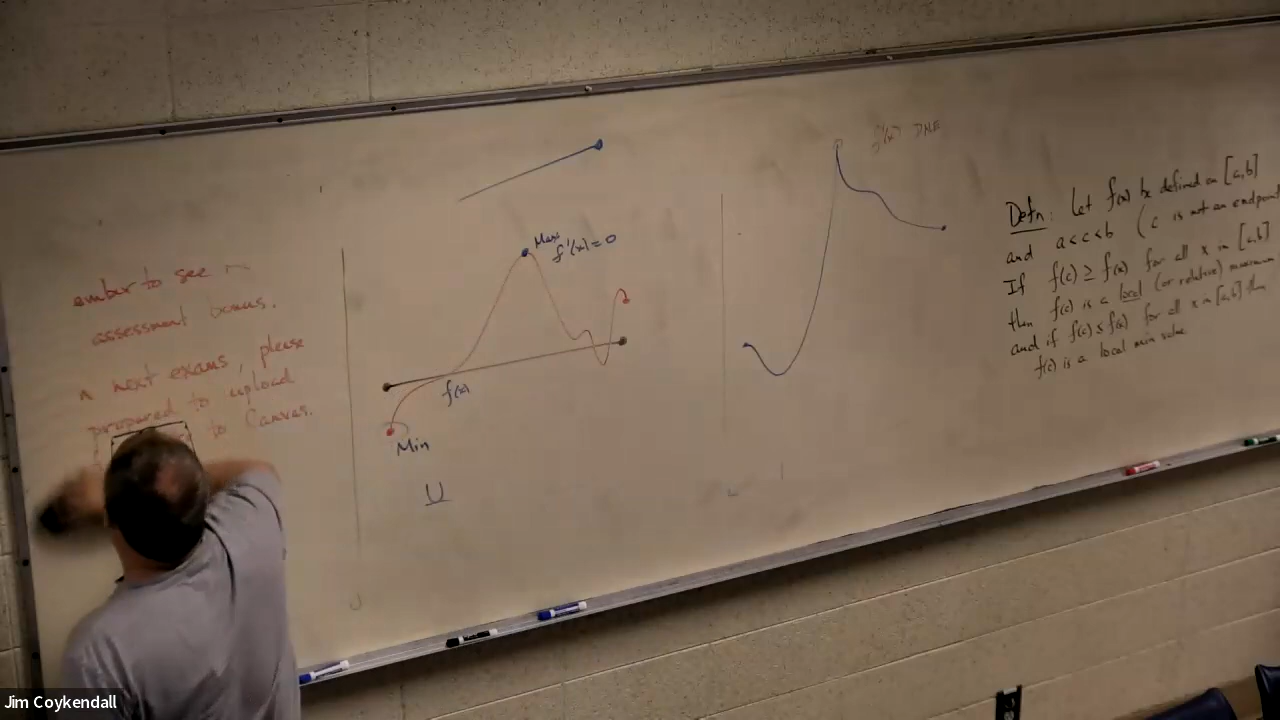 ember to see
assessment bonus.
n next exams, please
prepared to upload
to Canvas.
Max
f'(x)=0
f(x)
Min
U
f'(x) DNE
Defn: Let f(x) be defined on [a,b]
and a<c<b (c is not an endpoint
If f(c) ≥ f(x) for all x in [a,b]
then f(c) is a local (or relative) maximum
and if f(c) ≤ f(x) for all x in [a,b] then
f(c) is a local min value
Jim Coykendall